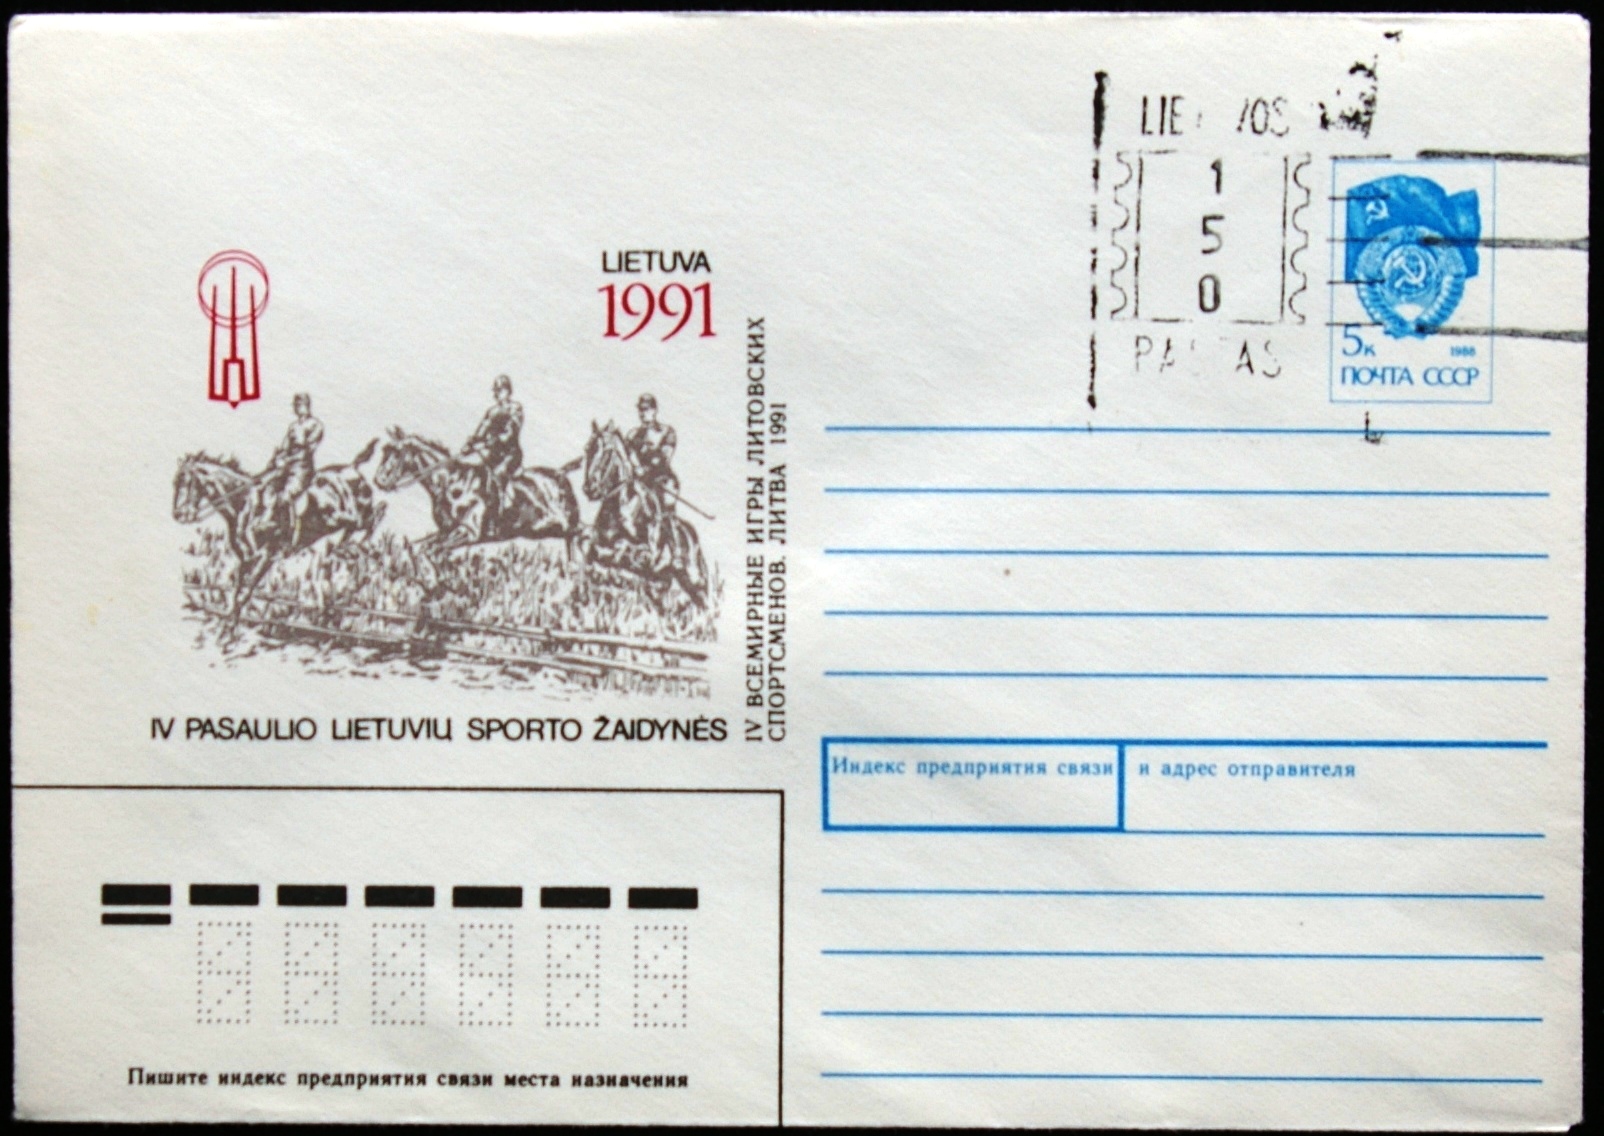 1
5
0
5к 1988
ПОЧТА СССР
LIETUVA
1991
IV ВСЕМИРНЫЕ ИГРЫ ЛИТОВСКИХ
СПОРТСМЕНОВ. ЛИТВА 1991
IV PASAULIO LIETUVIŲ SPORTO ŽAIDYNĖS
Индекс предприятия связи и адрес отправителя
Пишите индекс предприятия связи места назначения